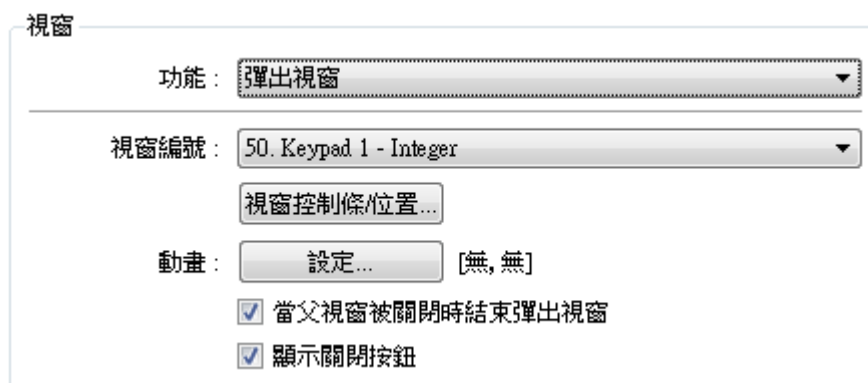 視窗
功能 : 彈出視窗
視窗編號 : 50. Keypad 1 - Integer
視窗控制條/位置...
動畫 : 設定... [無, 無]
當父視窗被關閉時結束彈出視窗
顯示關閉按鈕